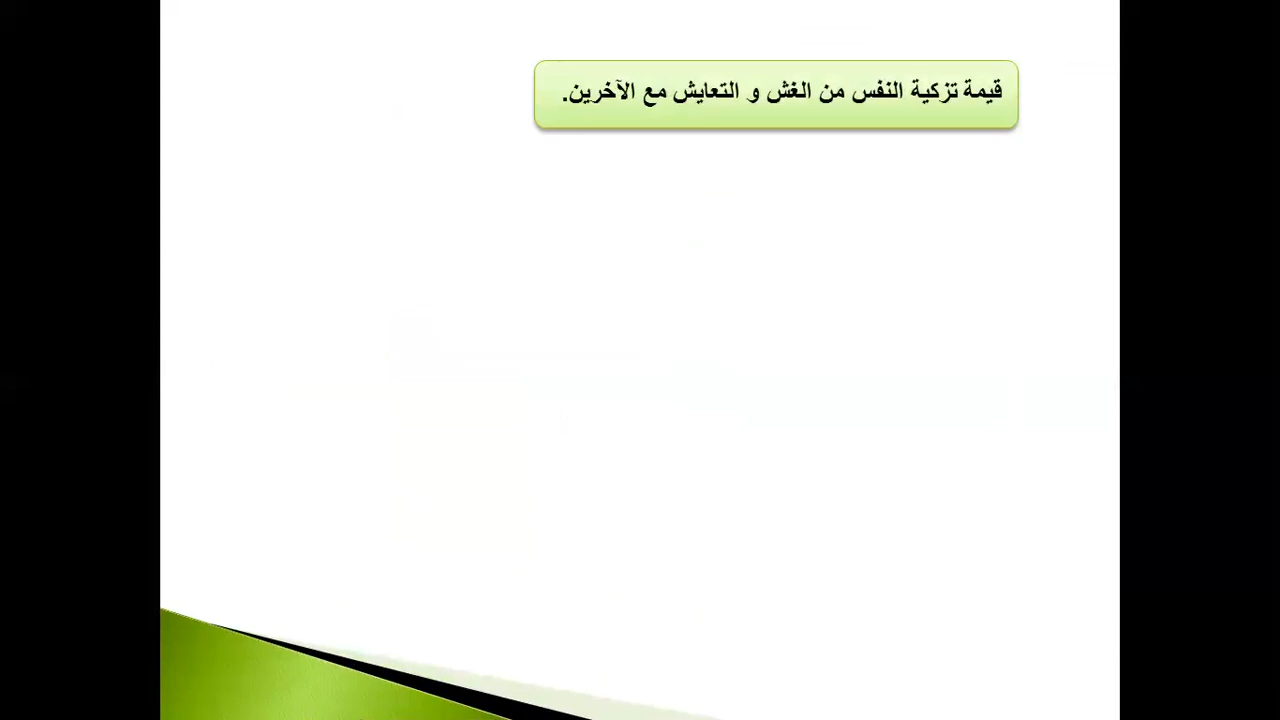 قيمة تزكية النفس من الغش و التعايش مع الآخرين.